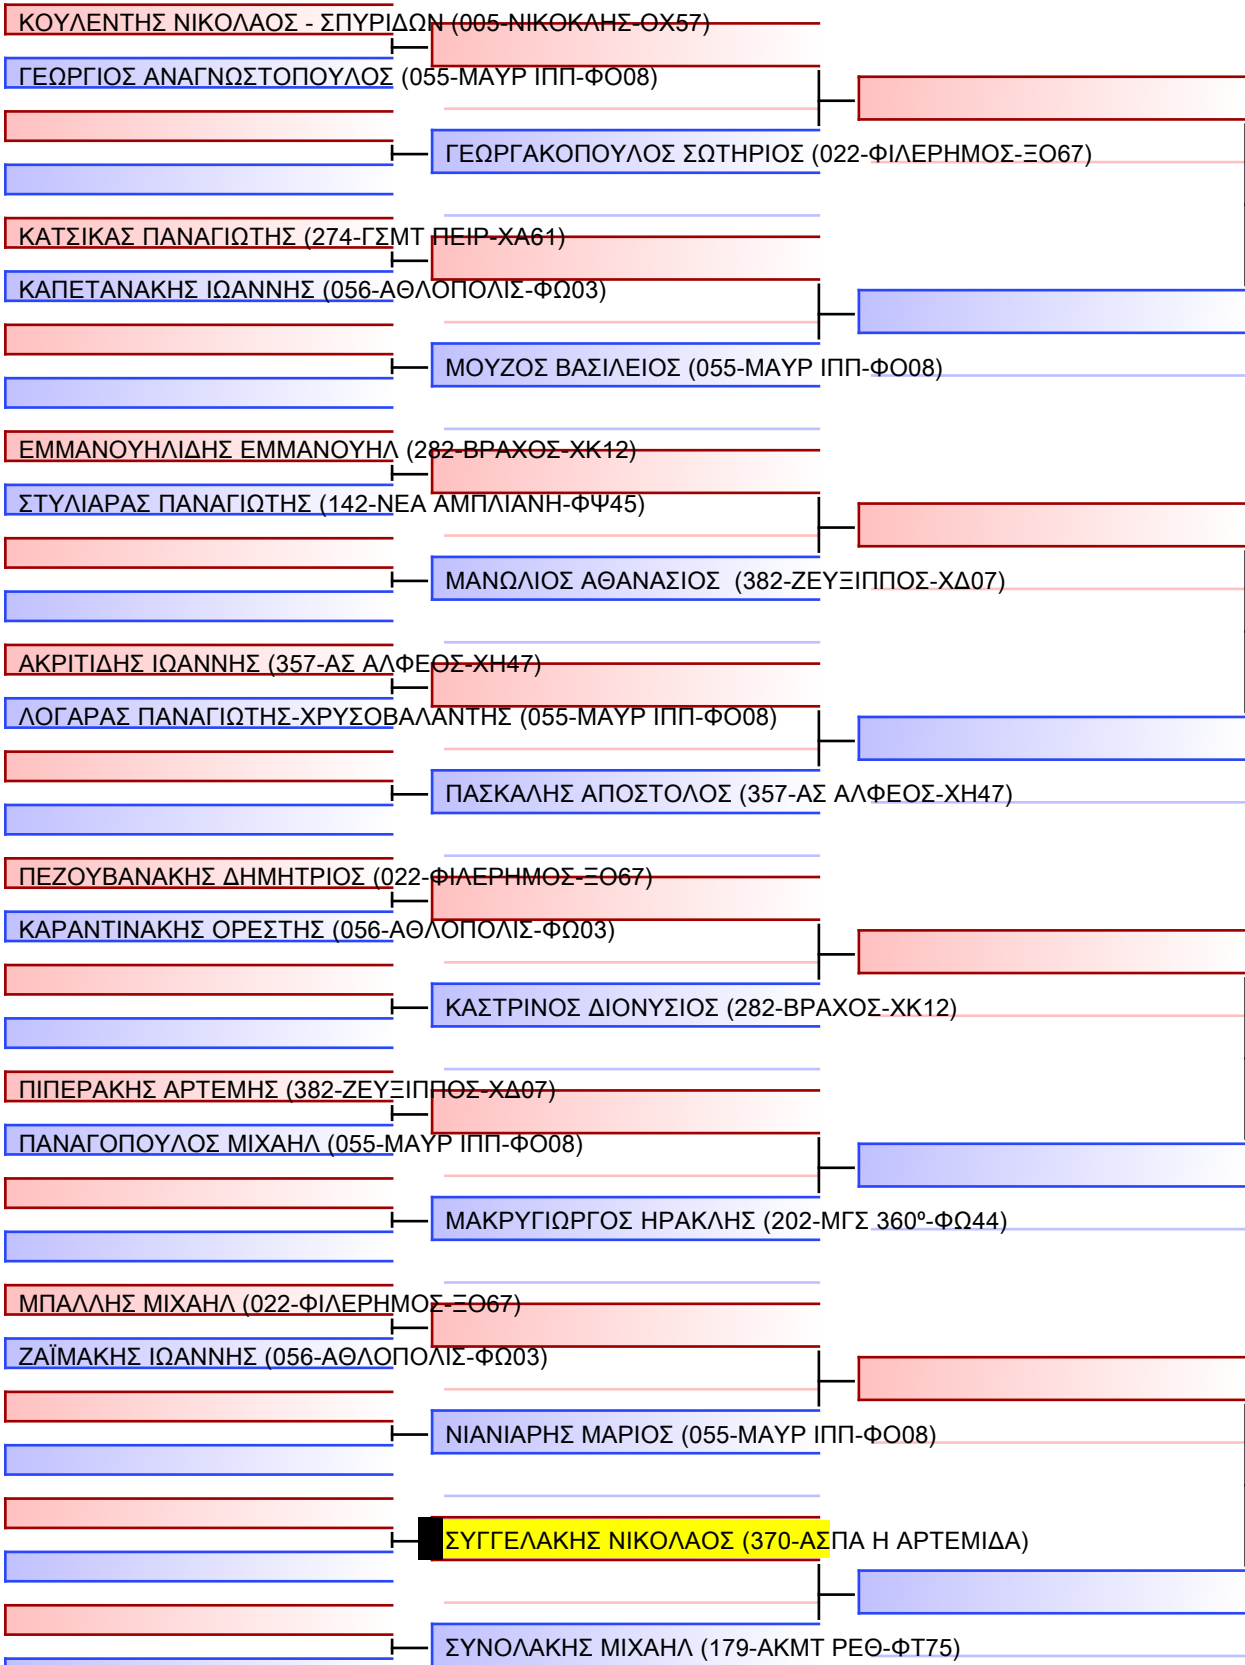 ΚΟΥΛΕΝΤΗΣ ΝΙΚΟΛΑΟΣ - ΣΠΥΡΙΔΩΝ (005-ΝΙΚΟΚΛΗΣ-ΟΧ57)
ΓΕΩΡΓΙΟΣ ΑΝΑΓΝΩΣΤΟΠΟΥΛΟΣ (055-ΜΑΥΡ ΙΠΠ-ΦΟ08)
ΓΕΩΡΓΑΚΟΠΟΥΛΟΣ ΣΩΤΗΡΙΟΣ (022-ΦΙΛΕΡΗΜΟΣ-ΞΟ67)
ΚΑΤΣΙΚΑΣ ΠΑΝΑΓΙΩΤΗΣ (274-ΓΣΜΤ ΠΕΙΡ-ΧΑ61)
ΚΑΠΕΤΑΝΑΚΗΣ ΙΩΑΝΝΗΣ (056-ΑΘΛΟΠΟΛΙΣ-ΦΩ03)
ΜΟΥΖΟΣ ΒΑΣΙΛΕΙΟΣ (055-ΜΑΥΡ ΙΠΠ-ΦΟ08)
ΕΜΜΑΝΟΥΗΛΙΔΗΣ ΕΜΜΑΝΟΥΗΛ (282-ΒΡΑΧΟΣ-ΧΚ12)
ΣΤΥΛΙΑΡΑΣ ΠΑΝΑΓΙΩΤΗΣ (142-ΝΕΑ ΑΜΠΛΙΑΝΗ-ΦΨ45)
ΜΑΝΩΛΙΟΣ ΑΘΑΝΑΣΙΟΣ  (382-ΖΕΥΞΙΠΠΟΣ-ΧΔ07)
ΑΚΡΙΤΙΔΗΣ ΙΩΑΝΝΗΣ (357-ΑΣ ΑΛΦΕΟΣ-ΧΗ47)
ΛΟΓΑΡΑΣ ΠΑΝΑΓΙΩΤΗΣ-ΧΡΥΣΟΒΑΛΑΝΤΗΣ (055-ΜΑΥΡ ΙΠΠ-ΦΟ08)
ΠΑΣΚΑΛΗΣ ΑΠΟΣΤΟΛΟΣ (357-ΑΣ ΑΛΦΕΟΣ-ΧΗ47)
ΠΕΖΟΥΒΑΝΑΚΗΣ ΔΗΜΗΤΡΙΟΣ (022-ΦΙΛΕΡΗΜΟΣ-ΞΟ67)
ΚΑΡΑΝΤΙΝΑΚΗΣ ΟΡΕΣΤΗΣ (056-ΑΘΛΟΠΟΛΙΣ-ΦΩ03)
ΚΑΣΤΡΙΝΟΣ ΔΙΟΝΥΣΙΟΣ (282-ΒΡΑΧΟΣ-ΧΚ12)
ΠΙΠΕΡΑΚΗΣ ΑΡΤΕΜΗΣ (382-ΖΕΥΞΙΠΠΟΣ-ΧΔ07)
ΠΑΝΑΓΟΠΟΥΛΟΣ ΜΙΧΑΗΛ (055-ΜΑΥΡ ΙΠΠ-ΦΟ08)
ΜΑΚΡΥΓΙΩΡΓΟΣ ΗΡΑΚΛΗΣ (202-ΜΓΣ 360º-ΦΩ44)
ΜΠΑΛΛΗΣ ΜΙΧΑΗΛ (022-ΦΙΛΕΡΗΜΟΣ-ΞΟ67)
ΖΑΪΜΑΚΗΣ ΙΩΑΝΝΗΣ (056-ΑΘΛΟΠΟΛΙΣ-ΦΩ03)
ΝΙΑΝΙΑΡΗΣ ΜΑΡΙΟΣ (055-ΜΑΥΡ ΙΠΠ-ΦΟ08)
ΣΥΓΓΕΛΑΚΗΣ ΝΙΚΟΛΑΟΣ (370-ΑΣΠΑ Η ΑΡΤΕΜΙΔΑ)
ΣΥΝΟΛΑΚΗΣ ΜΙΧΑΗΛ (179-ΑΚΜΤ ΡΕΘ-ΦΤ75)